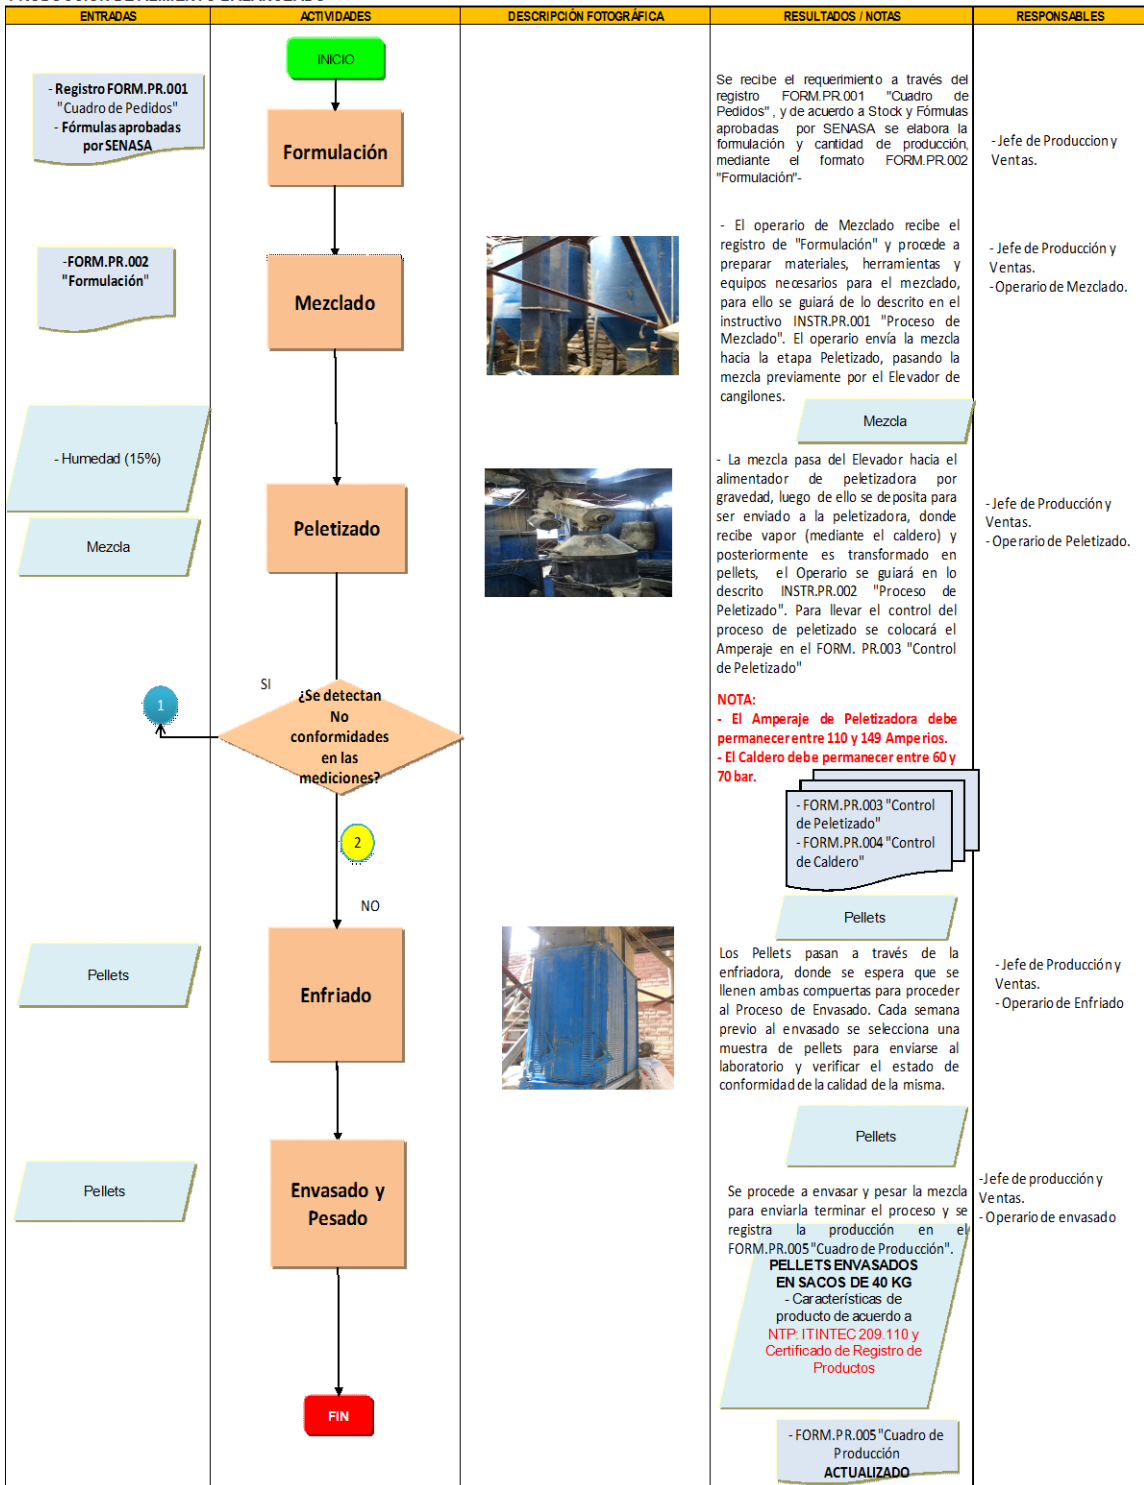 ENTRADAS
ACTIVIDADES
DESCRIPCIÓN FOTOGRÁFICA
RESULTADOS / NOTAS
RESPONSABLES
INICIO
- Registro FORM.PR.001
"Cuadro de Pedidos"
- Fórmulas aprobadas
por SENASA
Formulación
Se recibe el requerimiento a través del
registro FORM.PR.001 "Cuadro de
Pedidos" , y de acuerdo a Stock y Fórmulas
aprobadas por SENASA se elabora la
formulación y cantidad de producción,
mediante el formato FORM.PR.002
"Formulación"-
- Jefe de Produccion y
Ventas.
-FORM.PR.002
"Formulación"
Mezclado
- El operario de Mezclado recibe el
registro de "Formulación" y procede a
preparar materiales, herramientas y
equipos necesarios para el mezclado,
para ello se guiará de lo descrito en el
instructivo INSTR.PR.001 "Proceso de
Mezclado". El operario envía la mezcla
hacia la etapa Peletizado, pasando la
mezcla previamente por el Elevador de
cangilones.
Mezcla
- Jefe de Producción y
Ventas.
- Operario de Mezclado.
- Humedad (15%)
Mezcla
Peletizado
- La mezcla pasa del Elevador hacia el
alimentador de peletizadora por
gravedad, luego de ello se deposita para
ser enviado a la peletizadora, donde
recibe vapor (mediante el caldero) y
posteriormente es transformado en
pellets, el Operario se guiará en lo
descrito INSTR.PR.002 "Proceso de
Peletizado". Para llevar el control del
proceso de peletizado se colocará el
Amperaje en el FORM. PR.003 "Control
de Peletizado"
- Jefe de Producción y
Ventas.
- Operario de Peletizado.
SI
1
¿Se detectan
No
conformidades
en las
mediciones?
NOTA:
- El Amperaje de Peletizadora debe
permanecer entre 110 y 149 Amperios.
- El Caldero debe permanecer entre 60 y
70 bar.
- FORM.PR.003 "Control
de Peletizado"
- FORM.PR.004 "Control
de Caldero"
2
NO
Pellets
Pellets
Enfriado
Los Pellets pasan a través de la
enfriadora, donde se espera que se
llenen ambas compuertas para proceder
al Proceso de Envasado. Cada semana
previo al envasado se selecciona una
muestra de pellets para enviarse al
laboratorio y verificar el estado de
conformidad de la calidad de la misma.
- Jefe de Producción y
Ventas.
- Operario de Enfriado
Pellets
Pellets
Envasado y
Pesado
Se procede a envasar y pesar la mezcla
para enviarla terminar el proceso y se
registra la producción en el
FORM.PR.005 "Cuadro de Producción".
PELLETS ENVASADOS
EN SACOS DE 40 KG
- Características de
producto de acuerdo a
NTP: ITINTEC 209.110 y
Certificado de Registro de
Productos
-Jefe de producción y
Ventas.
- Operario de envasado
FIN
- FORM.PR.005 "Cuadro de
Producción
ACTUALIZADO